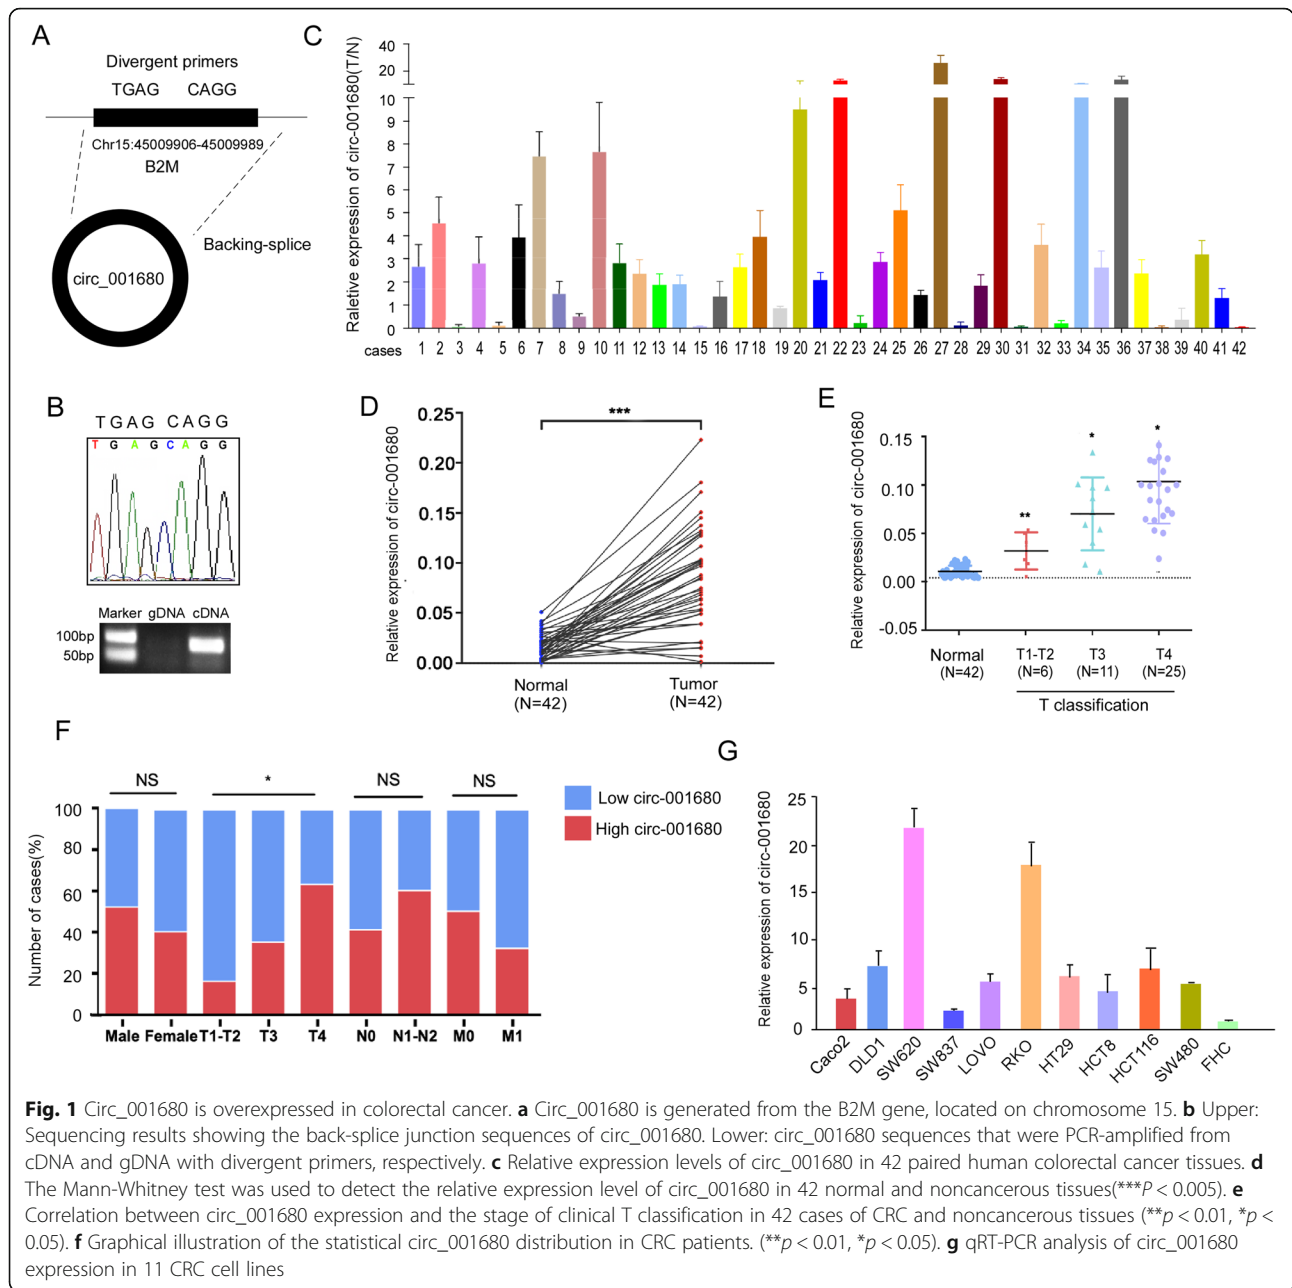 A
Divergent primers
TGAG CAGG
Chr15:45009906-45009989
B2M
Backing-splice
circ_001680
C
Raletive expression of circ-001680(T/N)
40
20
10
9
8
7
6
5
4
3
2
1
0
cases 1 2 3 4 5 6 7 8 9 10 11 12 13 14 15 16 17 18 19 20 21 22 23 24 25 26 27 28 29 30 31 32 33 34 35 36 37 38 39 40 41 42
B
TGAG CAGG
T G A G C A G G
Marker gDNA cDNA
100bp
50bp
D
Relative expression of circ-001680
0.25
0.20
0.15
0.10
0.05
0.00
***
Normal (N=42)
Tumor (N=42)
E
Relative expression of circ-001680
0.15
0.10
0.05
0.00
-0.05
**
*
*
Normal (N=42)
T1-T2 (N=6)
T3 (N=11)
T4 (N=25)
T classification
F
Number of cases(%)
100
80
60
40
20
0
NS * NS NS
Male Female T1-T2 T3 T4 N0 N1-N2 M0 M1
Low circ-001680
High circ-001680
G
Relative expression of circ-001680
25
20
15
10
5
0
Caco2 DLD1 SW620 SW837 LOVO RKO HT29 HCT8 HCT116 SW480 FHC
Fig. 1 Circ_001680 is overexpressed in colorectal cancer. a Circ_001680 is generated from the B2M gene, located on chromosome 15. b Upper:
Sequencing results showing the back-splice junction sequences of circ_001680. Lower: circ_001680 sequences that were PCR-amplified from
cDNA and gDNA with divergent primers, respectively. c Relative expression levels of circ_001680 in 42 paired human colorectal cancer tissues. d
The Mann-Whitney test was used to detect the relative expression level of circ_001680 in 42 normal and noncancerous tissues(***P < 0.005). e
Correlation between circ_001680 expression and the stage of clinical T classification in 42 cases of CRC and noncancerous tissues (**p < 0.01, *p <
0.05). f Graphical illustration of the statistical circ_001680 distribution in CRC patients. (**p < 0.01, *p < 0.05). g qRT-PCR analysis of circ_001680
expression in 11 CRC cell lines